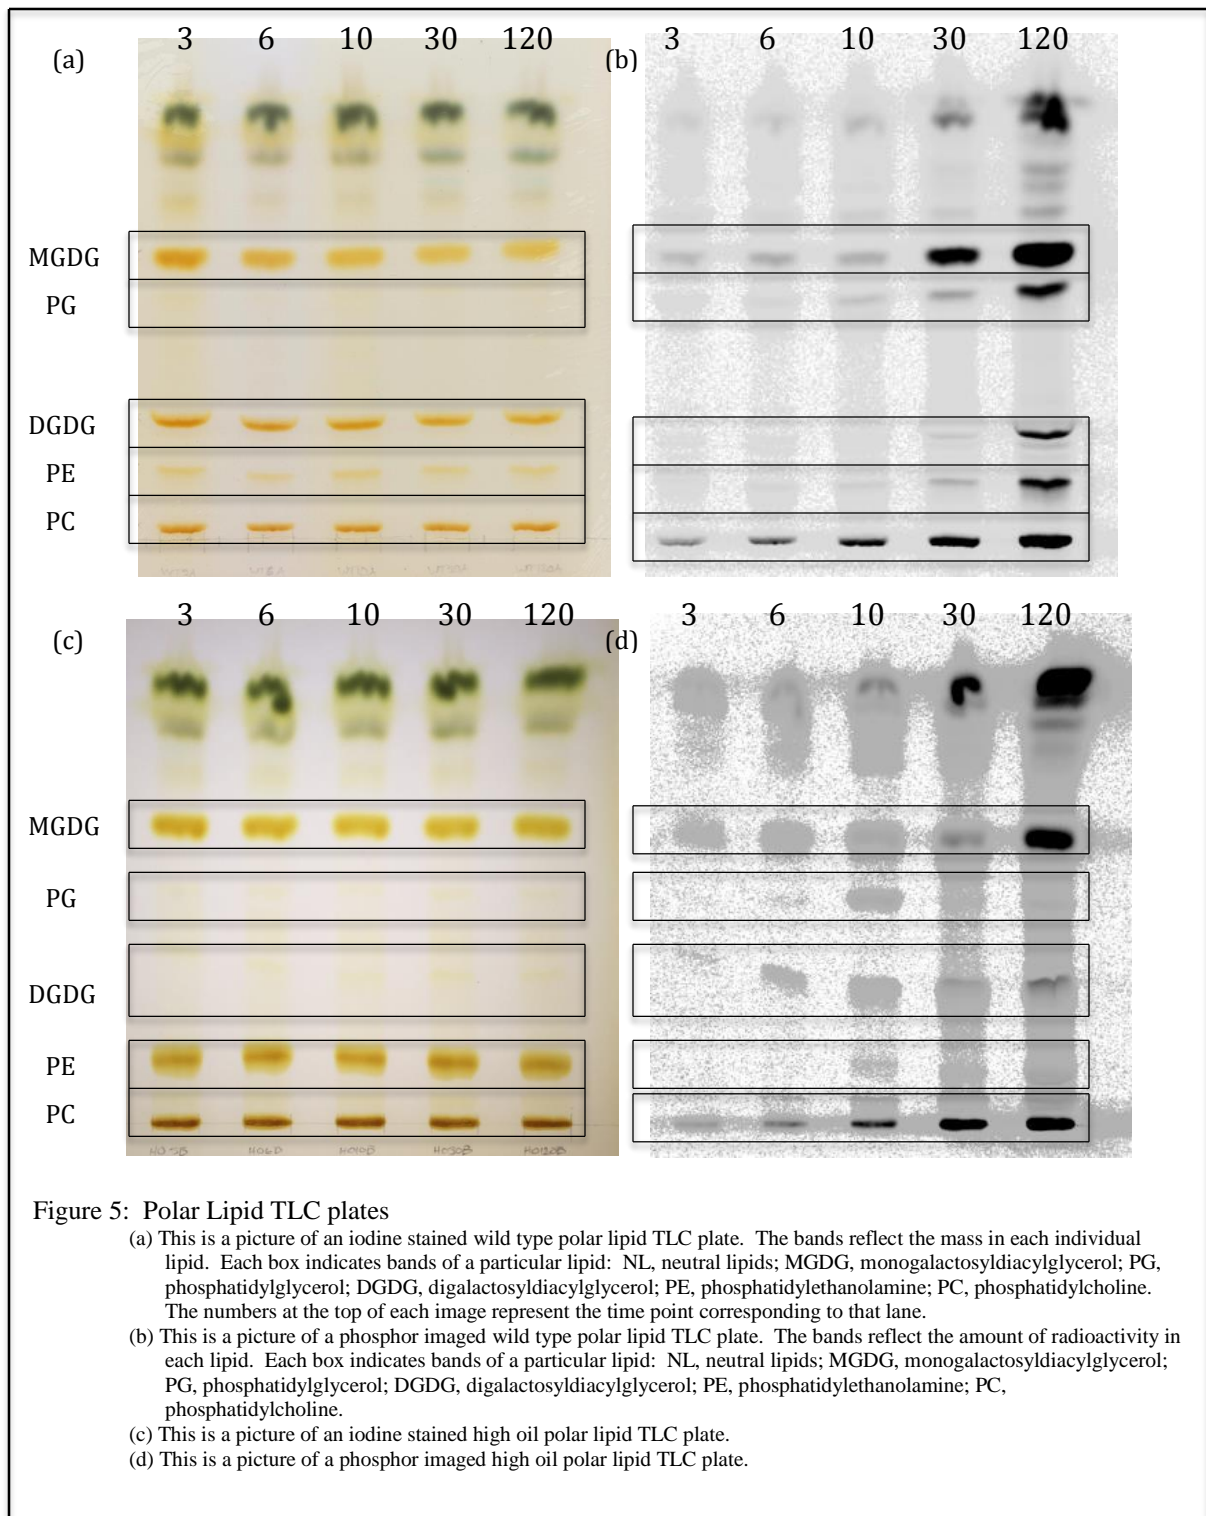 3 6 10 30 120
3 6 10 30 120
(a)
(b)
MGDG
PG
DGDG
PE
PC
3 6 10 30 120
3 6 10 30 120
(c)
(d)
MGDG
PG
DGDG
PE
PC
HO6D HO10B HO30B HO120B
Figure 5: Polar Lipid TLC plates
(a) This is a picture of an iodine stained wild type polar lipid TLC plate. The bands reflect the mass in each individual
lipid. Each box indicates bands of a particular lipid: NL, neutral lipids; MGDG, monogalactosyldiacylglycerol; PG,
phosphatidylglycerol; DGDG, digalactosyldiacylglycerol; PE, phosphatidylethanolamine; PC, phosphatidylcholine.
The numbers at the top of each image represent the time point corresponding to that lane.
(b) This is a picture of a phosphor imaged wild type polar lipid TLC plate. The bands reflect the amount of radioactivity in
each lipid. Each box indicates bands of a particular lipid: NL, neutral lipids; MGDG, monogalactosyldiacylglycerol;
PG, phosphatidylglycerol; DGDG, digalactosyldiacylglycerol; PE, phosphatidylethanolamine; PC,
phosphatidylcholine.
(c) This is a picture of an iodine stained high oil polar lipid TLC plate.
(d) This is a picture of a phosphor imaged high oil polar lipid TLC plate.